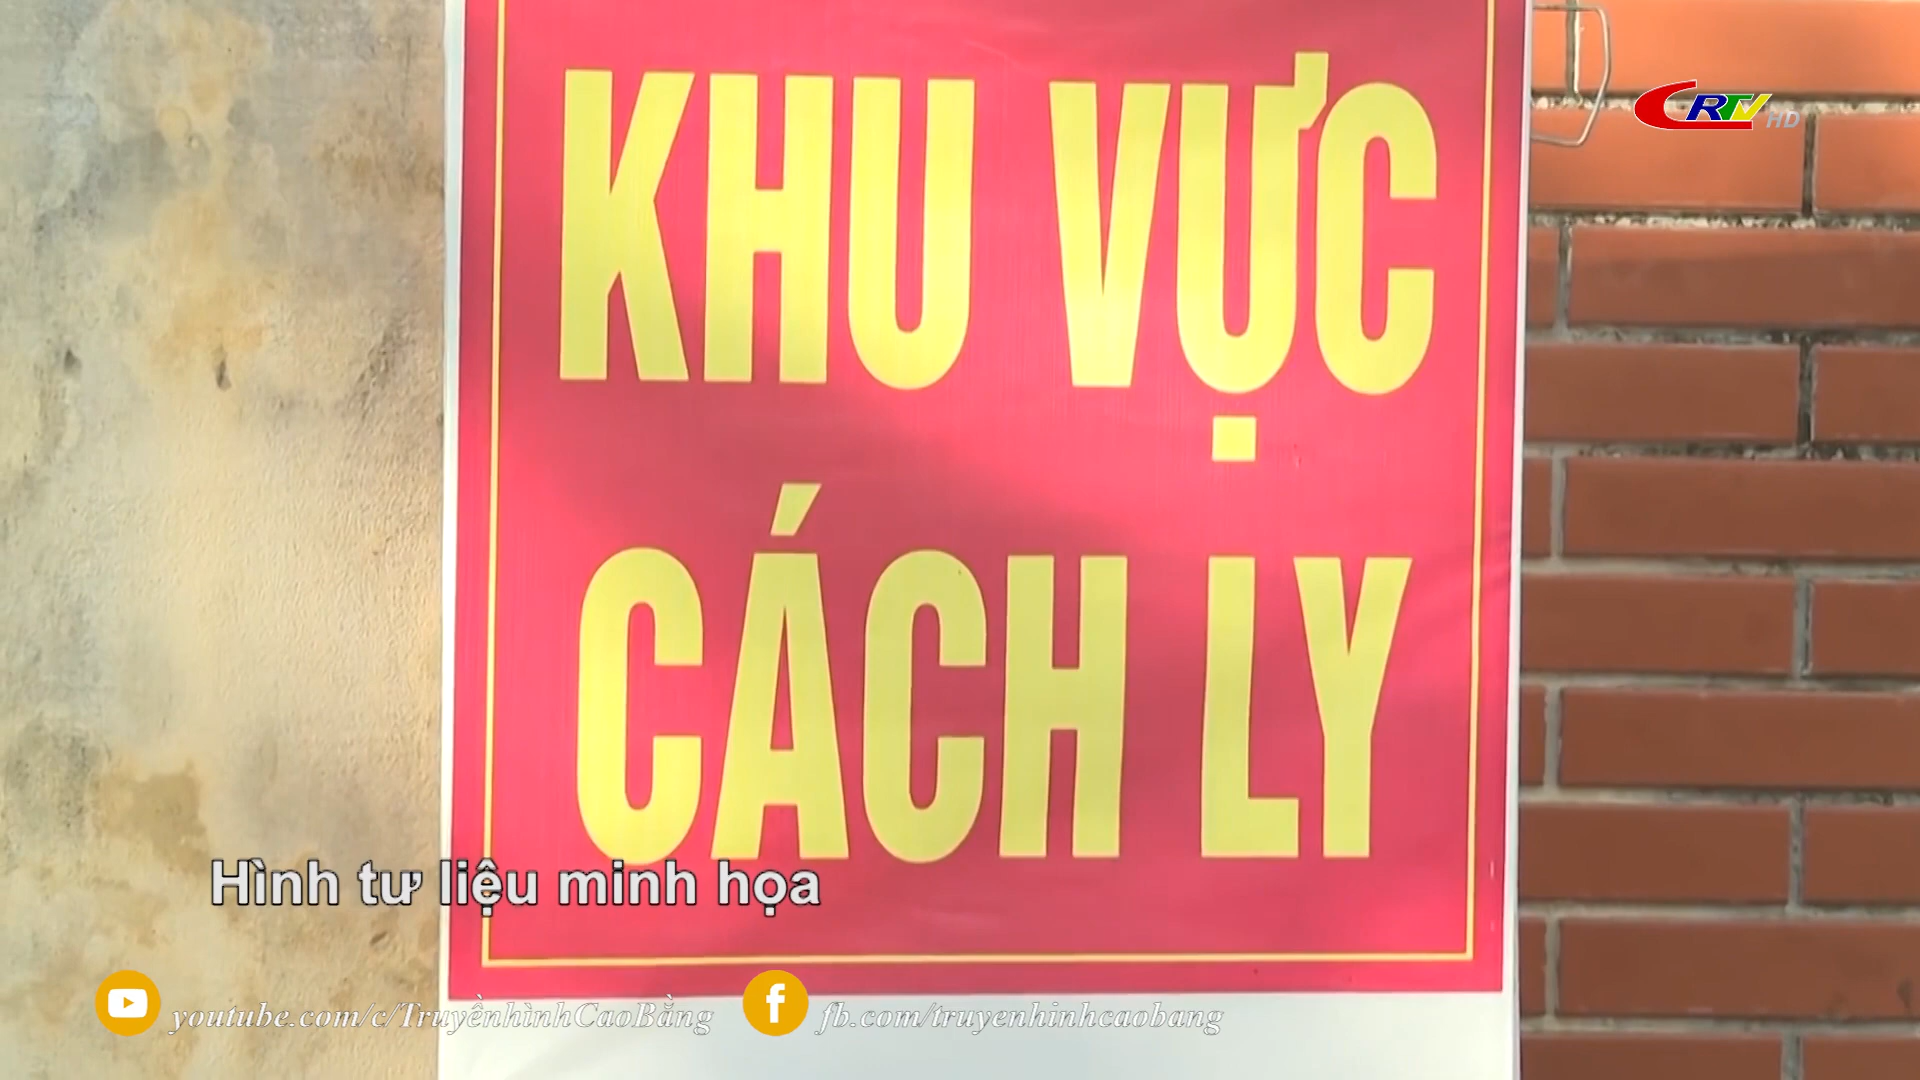 KHU VỰC
CÁCH LY
CRTV HD
Hình tư liệu minh họa
youtube.com/c/TruyềnhìnhCaoBằng
fb.com/truyenhinhcaobang